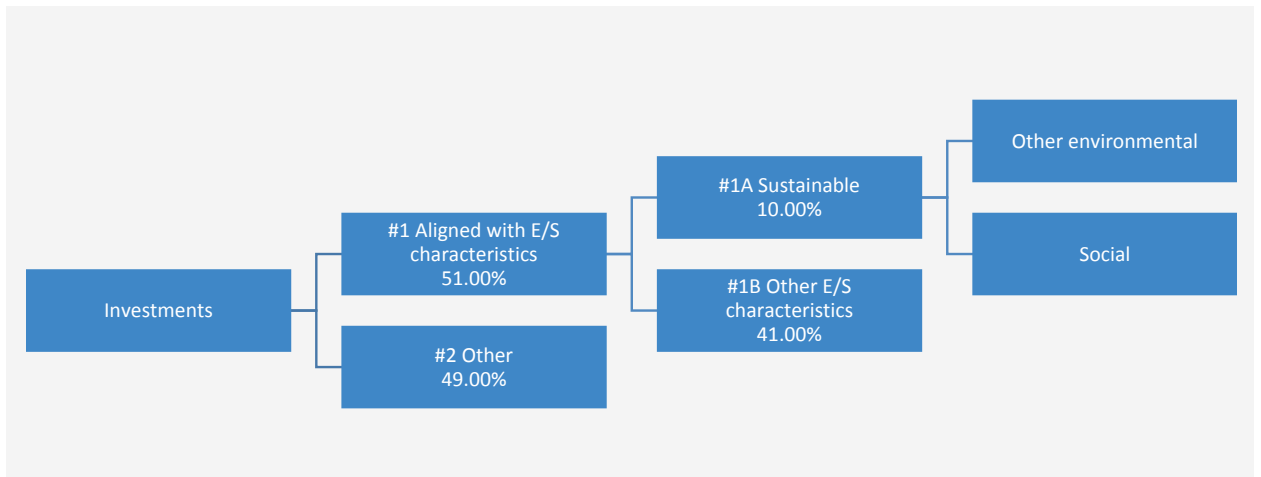 Investments
#1 Aligned with E/S
characteristics
51.00%
#2 Other
49.00%
#1A Sustainable
10.00%
#1B Other E/S
characteristics
41.00%
Other environmental
Social